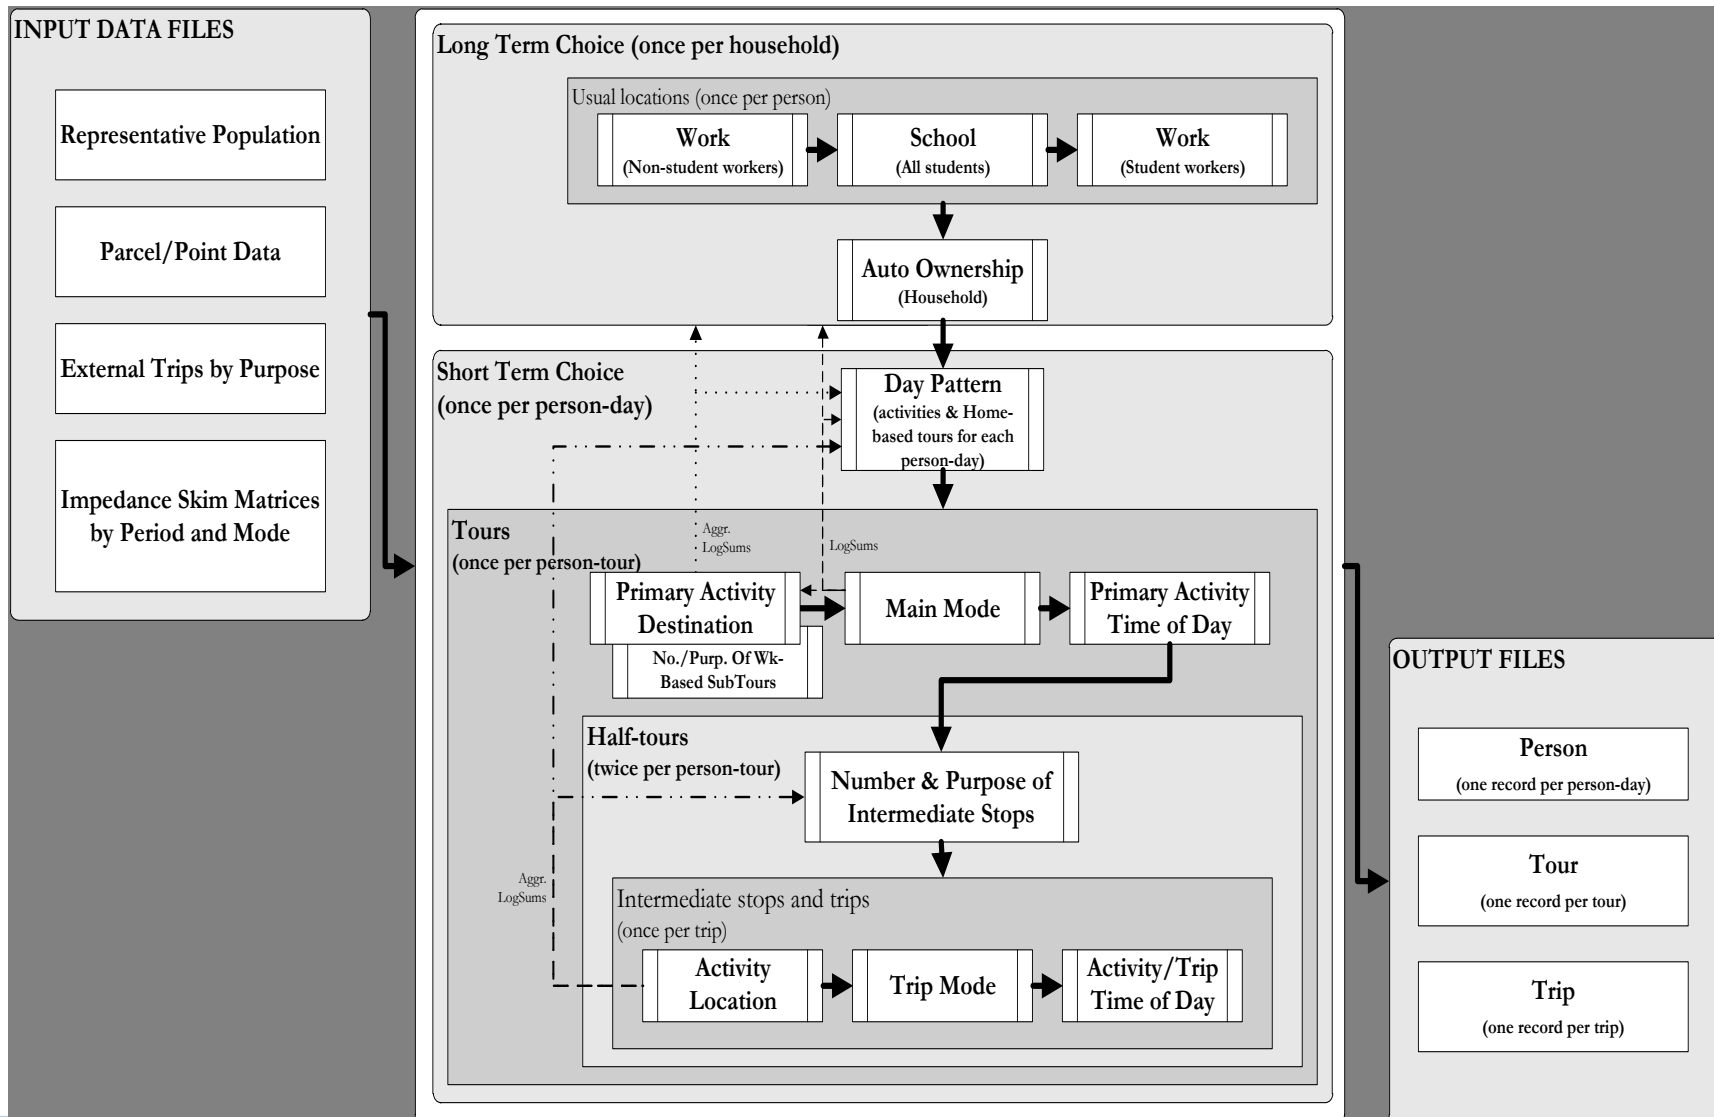 INPUT DATA FILES
Representative Population
Parcel/Point Data
External Trips by Purpose
Impedance Skim Matrices
by Period and Mode
Long Term Choice (once per household)
Usual locations (once per person)
Work
(Non-student workers)
School
(All students)
Work
(Student workers)
Auto Ownership
(Household)
Short Term Choice
(once per person-day)
Day Pattern
(activities & Home-
based tours for each
person-day)
Tours
(once per person-tour)
Aggr.
LogSums
LogSums
Primary Activity
Destination
No./Purp. Of Wk-
Based SubTours
Main Mode
Primary Activity
Time of Day
Half-tours
(twice per person-tour)
Number & Purpose of
Intermediate Stops
Aggr.
LogSums
Intermediate stops and trips
(once per trip)
Activity
Location
Trip Mode
Activity/Trip
Time of Day
OUTPUT FILES
Person
(one record per person-day)
Tour
(one record per tour)
Trip
(one record per trip)